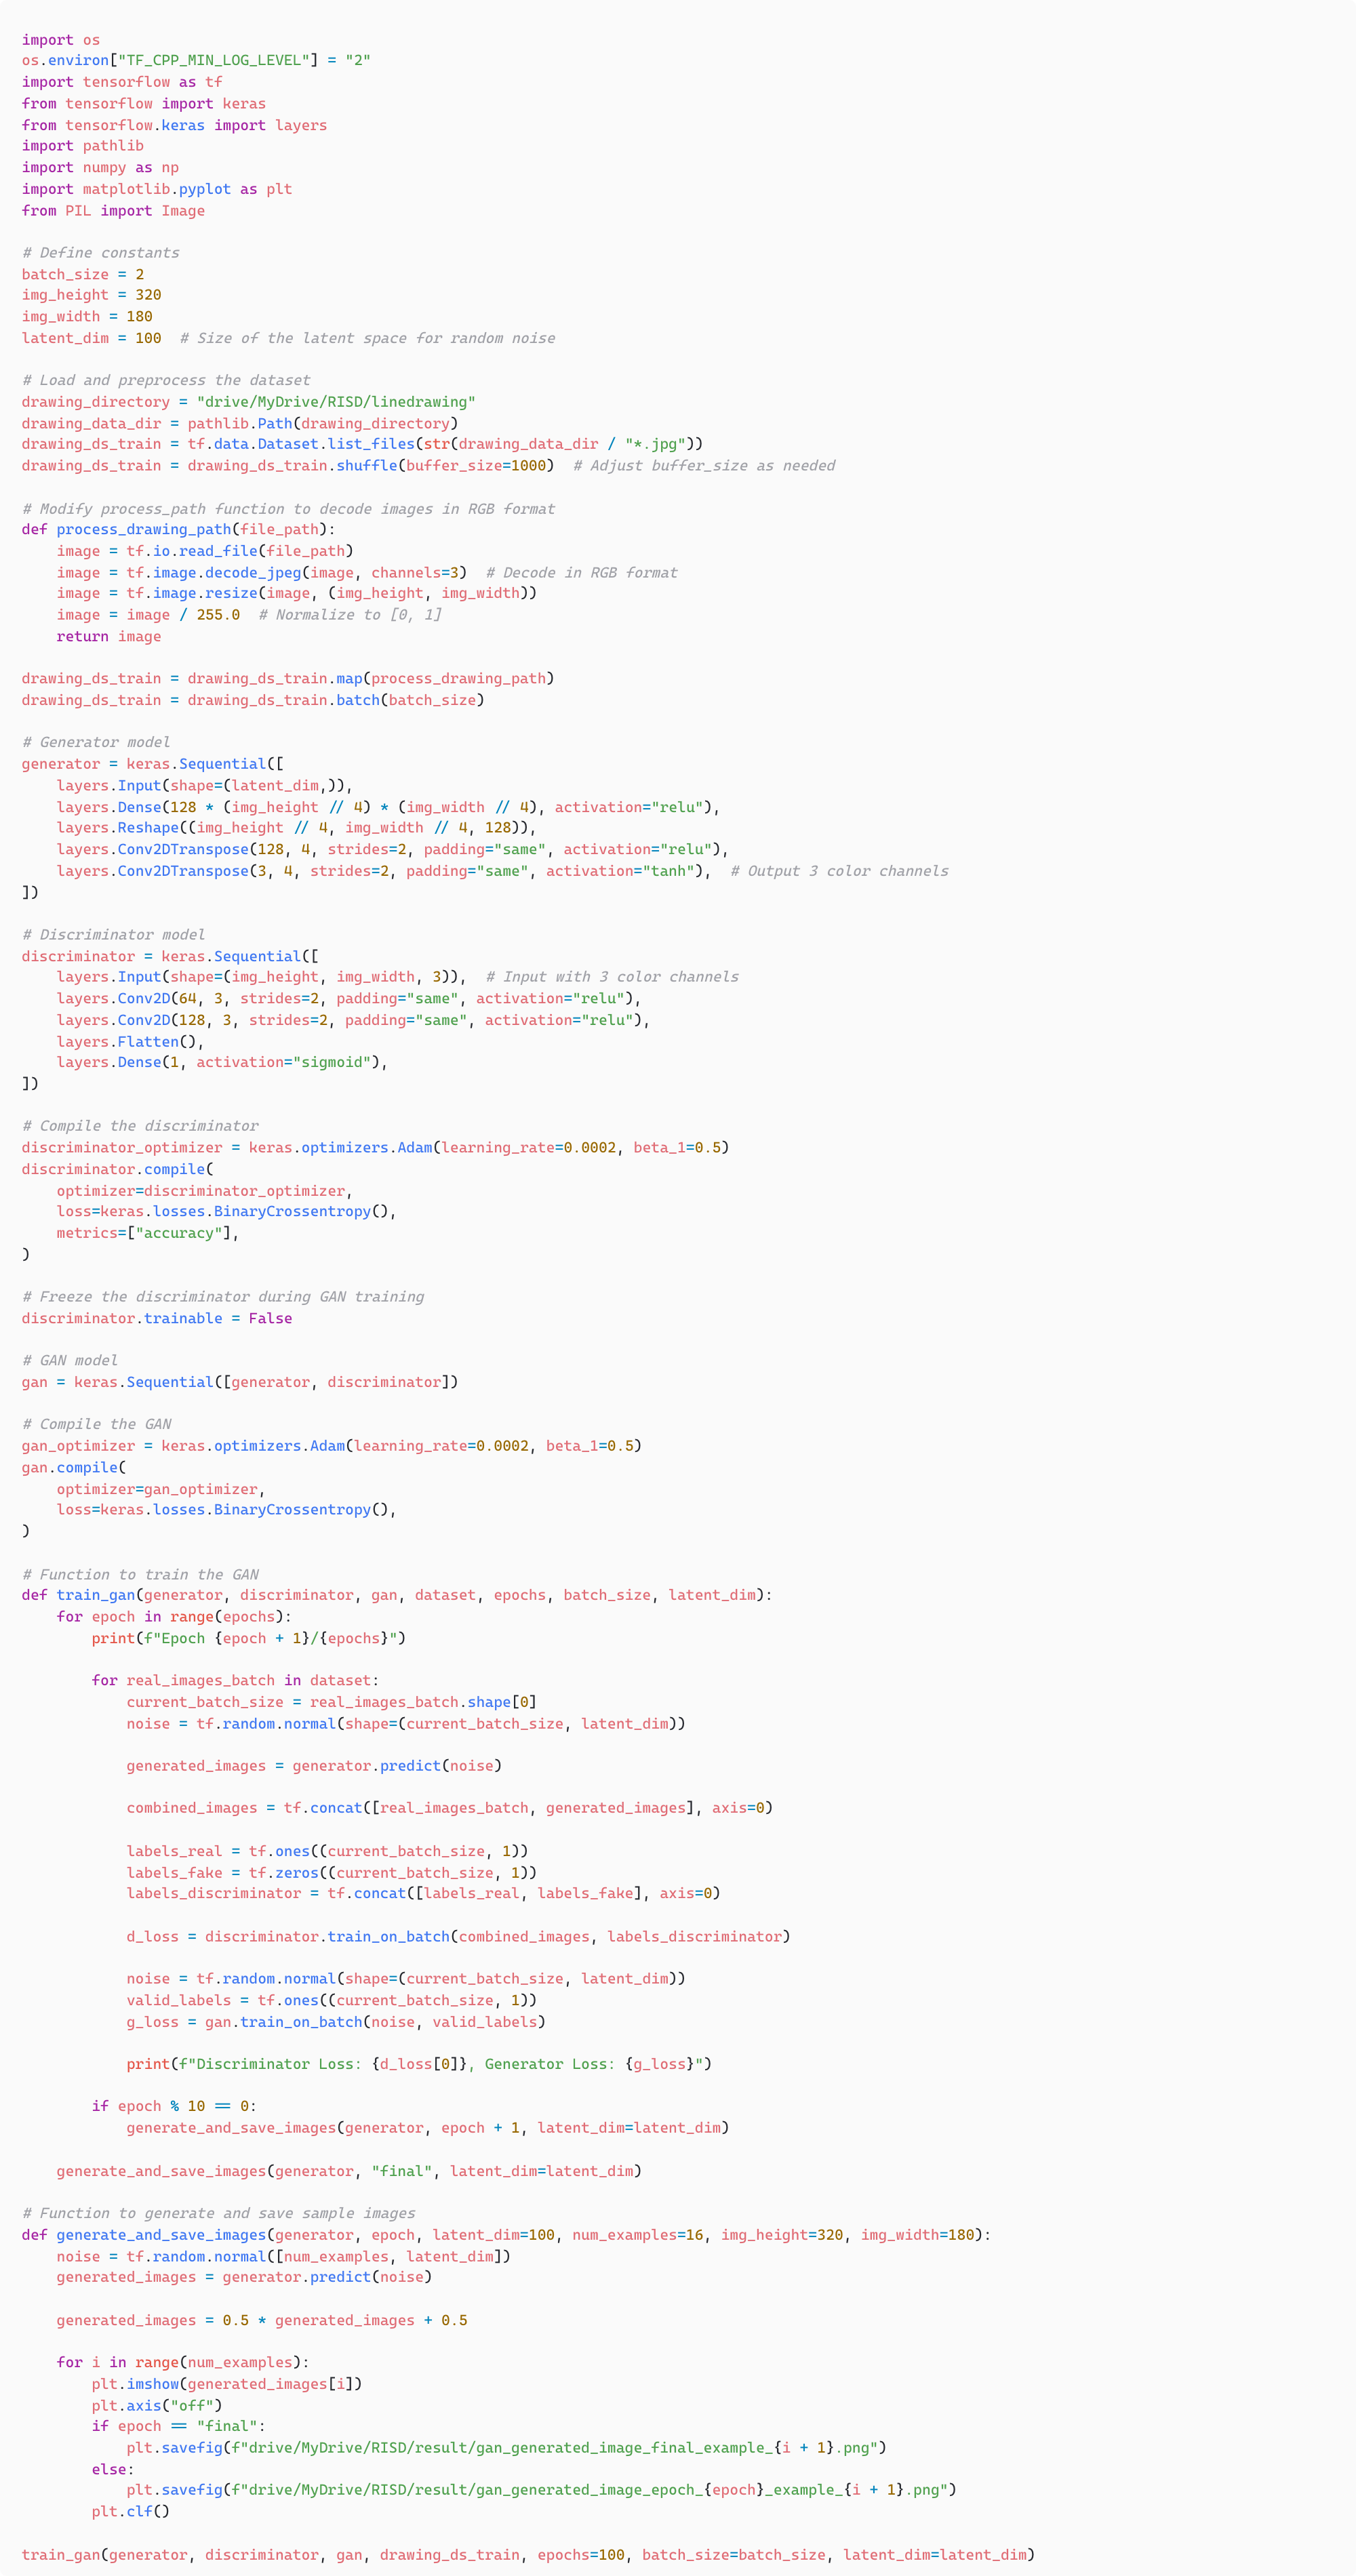 import os
os.environ["TF_CPP_MIN_LOG_LEVEL"] = "2"
import tensorflow as tf
from tensorflow import keras
from tensorflow.keras import layers
import pathlib
import numpy as np
import matplotlib.pyplot as plt
from PIL import Image

# Define constants
batch_size = 2
img_height = 320
img_width = 180
latent_dim = 100  # Size of the latent space for random noise

# Load and preprocess the dataset
drawing_directory = "drive/MyDrive/RISD/linedrawing"
drawing_data_dir = pathlib.Path(drawing_directory)
drawing_ds_train = tf.data.Dataset.list_files(str(drawing_data_dir / "*.jpg"))
drawing_ds_train = drawing_ds_train.shuffle(buffer_size=1000)  # Adjust buffer_size as needed

# Modify process_path function to decode images in RGB format
def process_drawing_path(file_path):
    image = tf.io.read_file(file_path)
    image = tf.image.decode_jpeg(image, channels=3)  # Decode in RGB format
    image = tf.image.resize(image, (img_height, img_width))
    image = image / 255.0  # Normalize to [0, 1]
    return image

drawing_ds_train = drawing_ds_train.map(process_drawing_path)
drawing_ds_train = drawing_ds_train.batch(batch_size)

# Generator model
generator = keras.Sequential([
    layers.Input(shape=(latent_dim,)),
    layers.Dense(128 * (img_height // 4) * (img_width // 4), activation="relu"),
    layers.Reshape((img_height // 4, img_width // 4, 128)),
    layers.Conv2DTranspose(128, 4, strides=2, padding="same", activation="relu"),
    layers.Conv2DTranspose(3, 4, strides=2, padding="same", activation="tanh"),  # Output 3 color channels
])

# Discriminator model
discriminator = keras.Sequential([
    layers.Input(shape=(img_height, img_width, 3)),  # Input with 3 color channels
    layers.Conv2D(64, 3, strides=2, padding="same", activation="relu"),
    layers.Conv2D(128, 3, strides=2, padding="same", activation="relu"),
    layers.Flatten(),
    layers.Dense(1, activation="sigmoid"),
])

# Compile the discriminator
discriminator_optimizer = keras.optimizers.Adam(learning_rate=0.0002, beta_1=0.5)
discriminator.compile(
    optimizer=discriminator_optimizer,
    loss=keras.losses.BinaryCrossentropy(),
    metrics=["accuracy"],
)

# Freeze the discriminator during GAN training
discriminator.trainable = False

# GAN model
gan = keras.Sequential([generator, discriminator])

# Compile the GAN
gan_optimizer = keras.optimizers.Adam(learning_rate=0.0002, beta_1=0.5)
gan.compile(
    optimizer=gan_optimizer,
    loss=keras.losses.BinaryCrossentropy(),
)

# Function to train the GAN
def train_gan(generator, discriminator, gan, dataset, epochs, batch_size, latent_dim):
    for epoch in range(epochs):
        print(f"Epoch {epoch + 1}/{epochs}")

        for real_images_batch in dataset:
            current_batch_size = real_images_batch.shape[0]
            noise = tf.random.normal(shape=(current_batch_size, latent_dim))

            generated_images = generator.predict(noise)

            combined_images = tf.concat([real_images_batch, generated_images], axis=0)

            labels_real = tf.ones((current_batch_size, 1))
            labels_fake = tf.zeros((current_batch_size, 1))
            labels_discriminator = tf.concat([labels_real, labels_fake], axis=0)

            d_loss = discriminator.train_on_batch(combined_images, labels_discriminator)

            noise = tf.random.normal(shape=(current_batch_size, latent_dim))
            valid_labels = tf.ones((current_batch_size, 1))
            g_loss = gan.train_on_batch(noise, valid_labels)

            print(f"Discriminator Loss: {d_loss[0]}, Generator Loss: {g_loss}")

        if epoch % 10 == 0:
            generate_and_save_images(generator, epoch + 1, latent_dim=latent_dim)

    generate_and_save_images(generator, "final", latent_dim=latent_dim)

# Function to generate and save sample images
def generate_and_save_images(generator, epoch, latent_dim=100, num_examples=16, img_height=320, img_width=180):
    noise = tf.random.normal([num_examples, latent_dim])
    generated_images = generator.predict(noise)

    generated_images = 0.5 * generated_images + 0.5

    for i in range(num_examples):
        plt.imshow(generated_images[i])
        plt.axis("off")
        if epoch == "final":
            plt.savefig(f"drive/MyDrive/RISD/result/gan_generated_image_final_example_{i + 1}.png")
        else:
            plt.savefig(f"drive/MyDrive/RISD/result/gan_generated_image_epoch_{epoch}_example_{i + 1}.png")
        plt.clf()

train_gan(generator, discriminator, gan, drawing_ds_train, epochs=100, batch_size=batch_size, latent_dim=latent_dim)